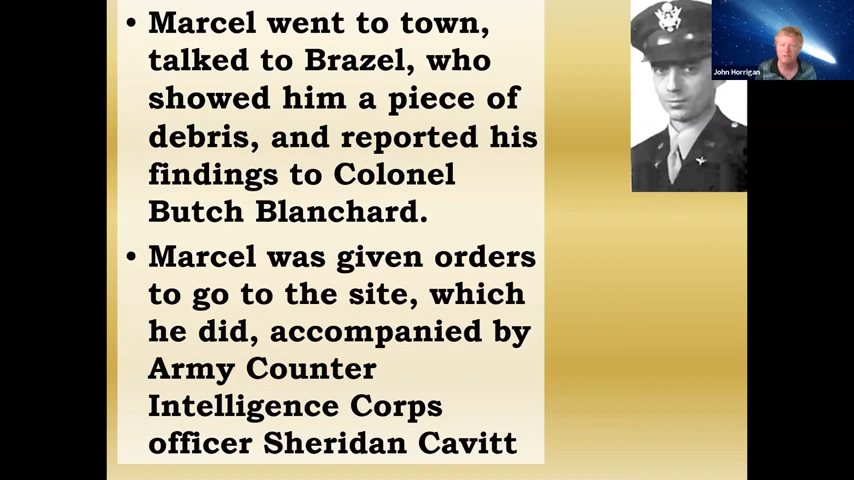 • Marcel went to town,
talked to Brazel, who
showed him a piece of
debris, and reported his
findings to Colonel
Butch Blanchard.
• Marcel was given orders
to go to the site, which
he did, accompanied by
Army Counter
Intelligence Corps
officer Sheridan Cavitt
John Horrigan